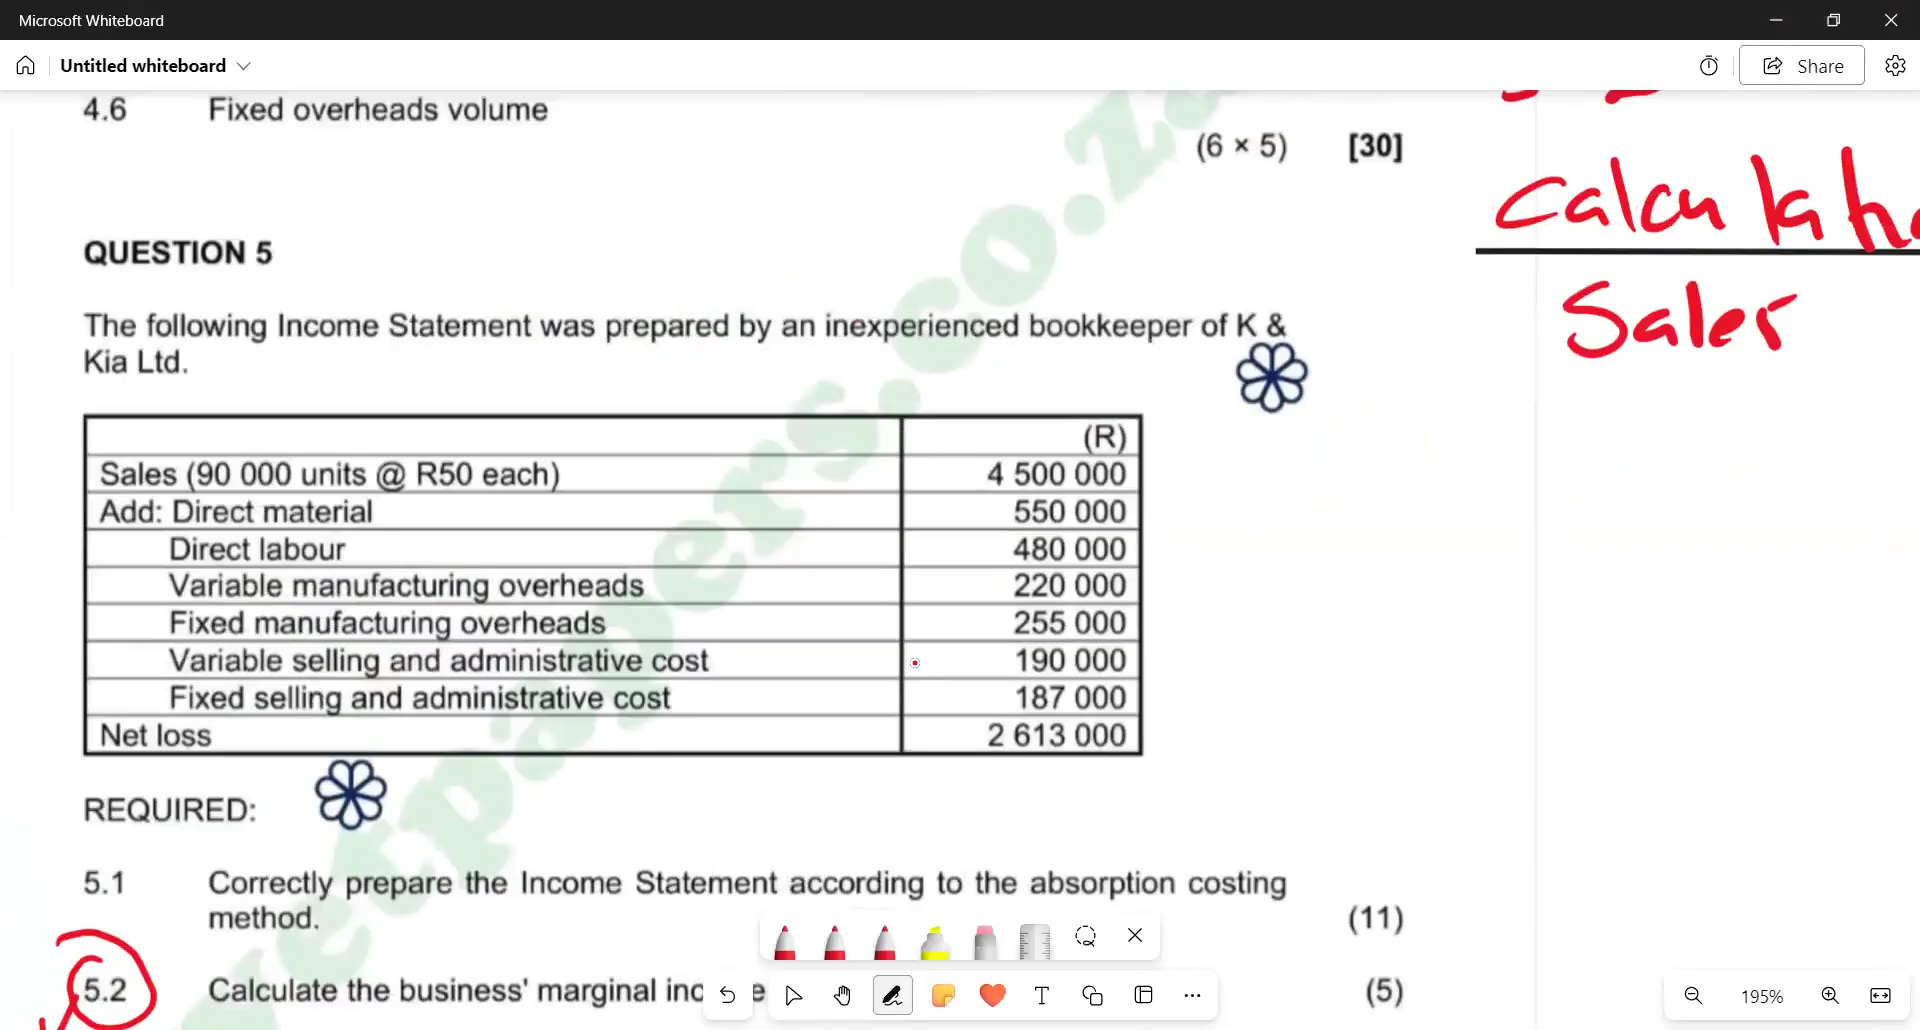 Microsoft Whiteboard
Untitled whiteboard
Share
4.6 Fixed overheads volume
(6 × 5) [30]
QUESTION 5
The following Income Statement was prepared by an inexperienced bookkeeper of K &
Kia Ltd.
(R)
Sales (90 000 units @ R50 each) 4 500 000
Add: Direct material 550 000
Direct labour 480 000
Variable manufacturing overheads 220 000
Fixed manufacturing overheads 255 000
Variable selling and administrative cost 190 000
Fixed selling and administrative cost 187 000
Net loss 2 613 000
REQUIRED:
5.1 Correctly prepare the Income Statement according to the absorption costing
method. (11)
5.2 Calculate the business' marginal inc e (5)
Sales
195%